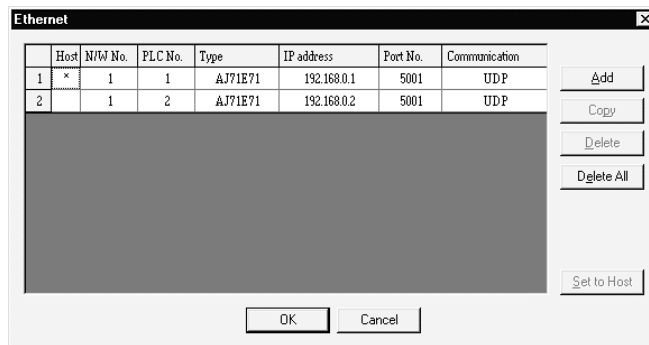 Ethernet
Host N/W No. PLC No. Type IP address Port No. Communication
1 * 1 1 AJ71E71 192.168.0.1 5001 UDP
2 1 2 AJ71E71 192.168.0.2 5001 UDP
Add
Copy
Delete
Delete All
Set to Host
OK Cancel